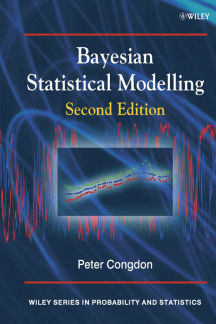 WILEY
Bayesian
Statistical Modelling
Second Edition
Peter Congdon
WILEY SERIES IN PROBABILITY AND STATISTICS